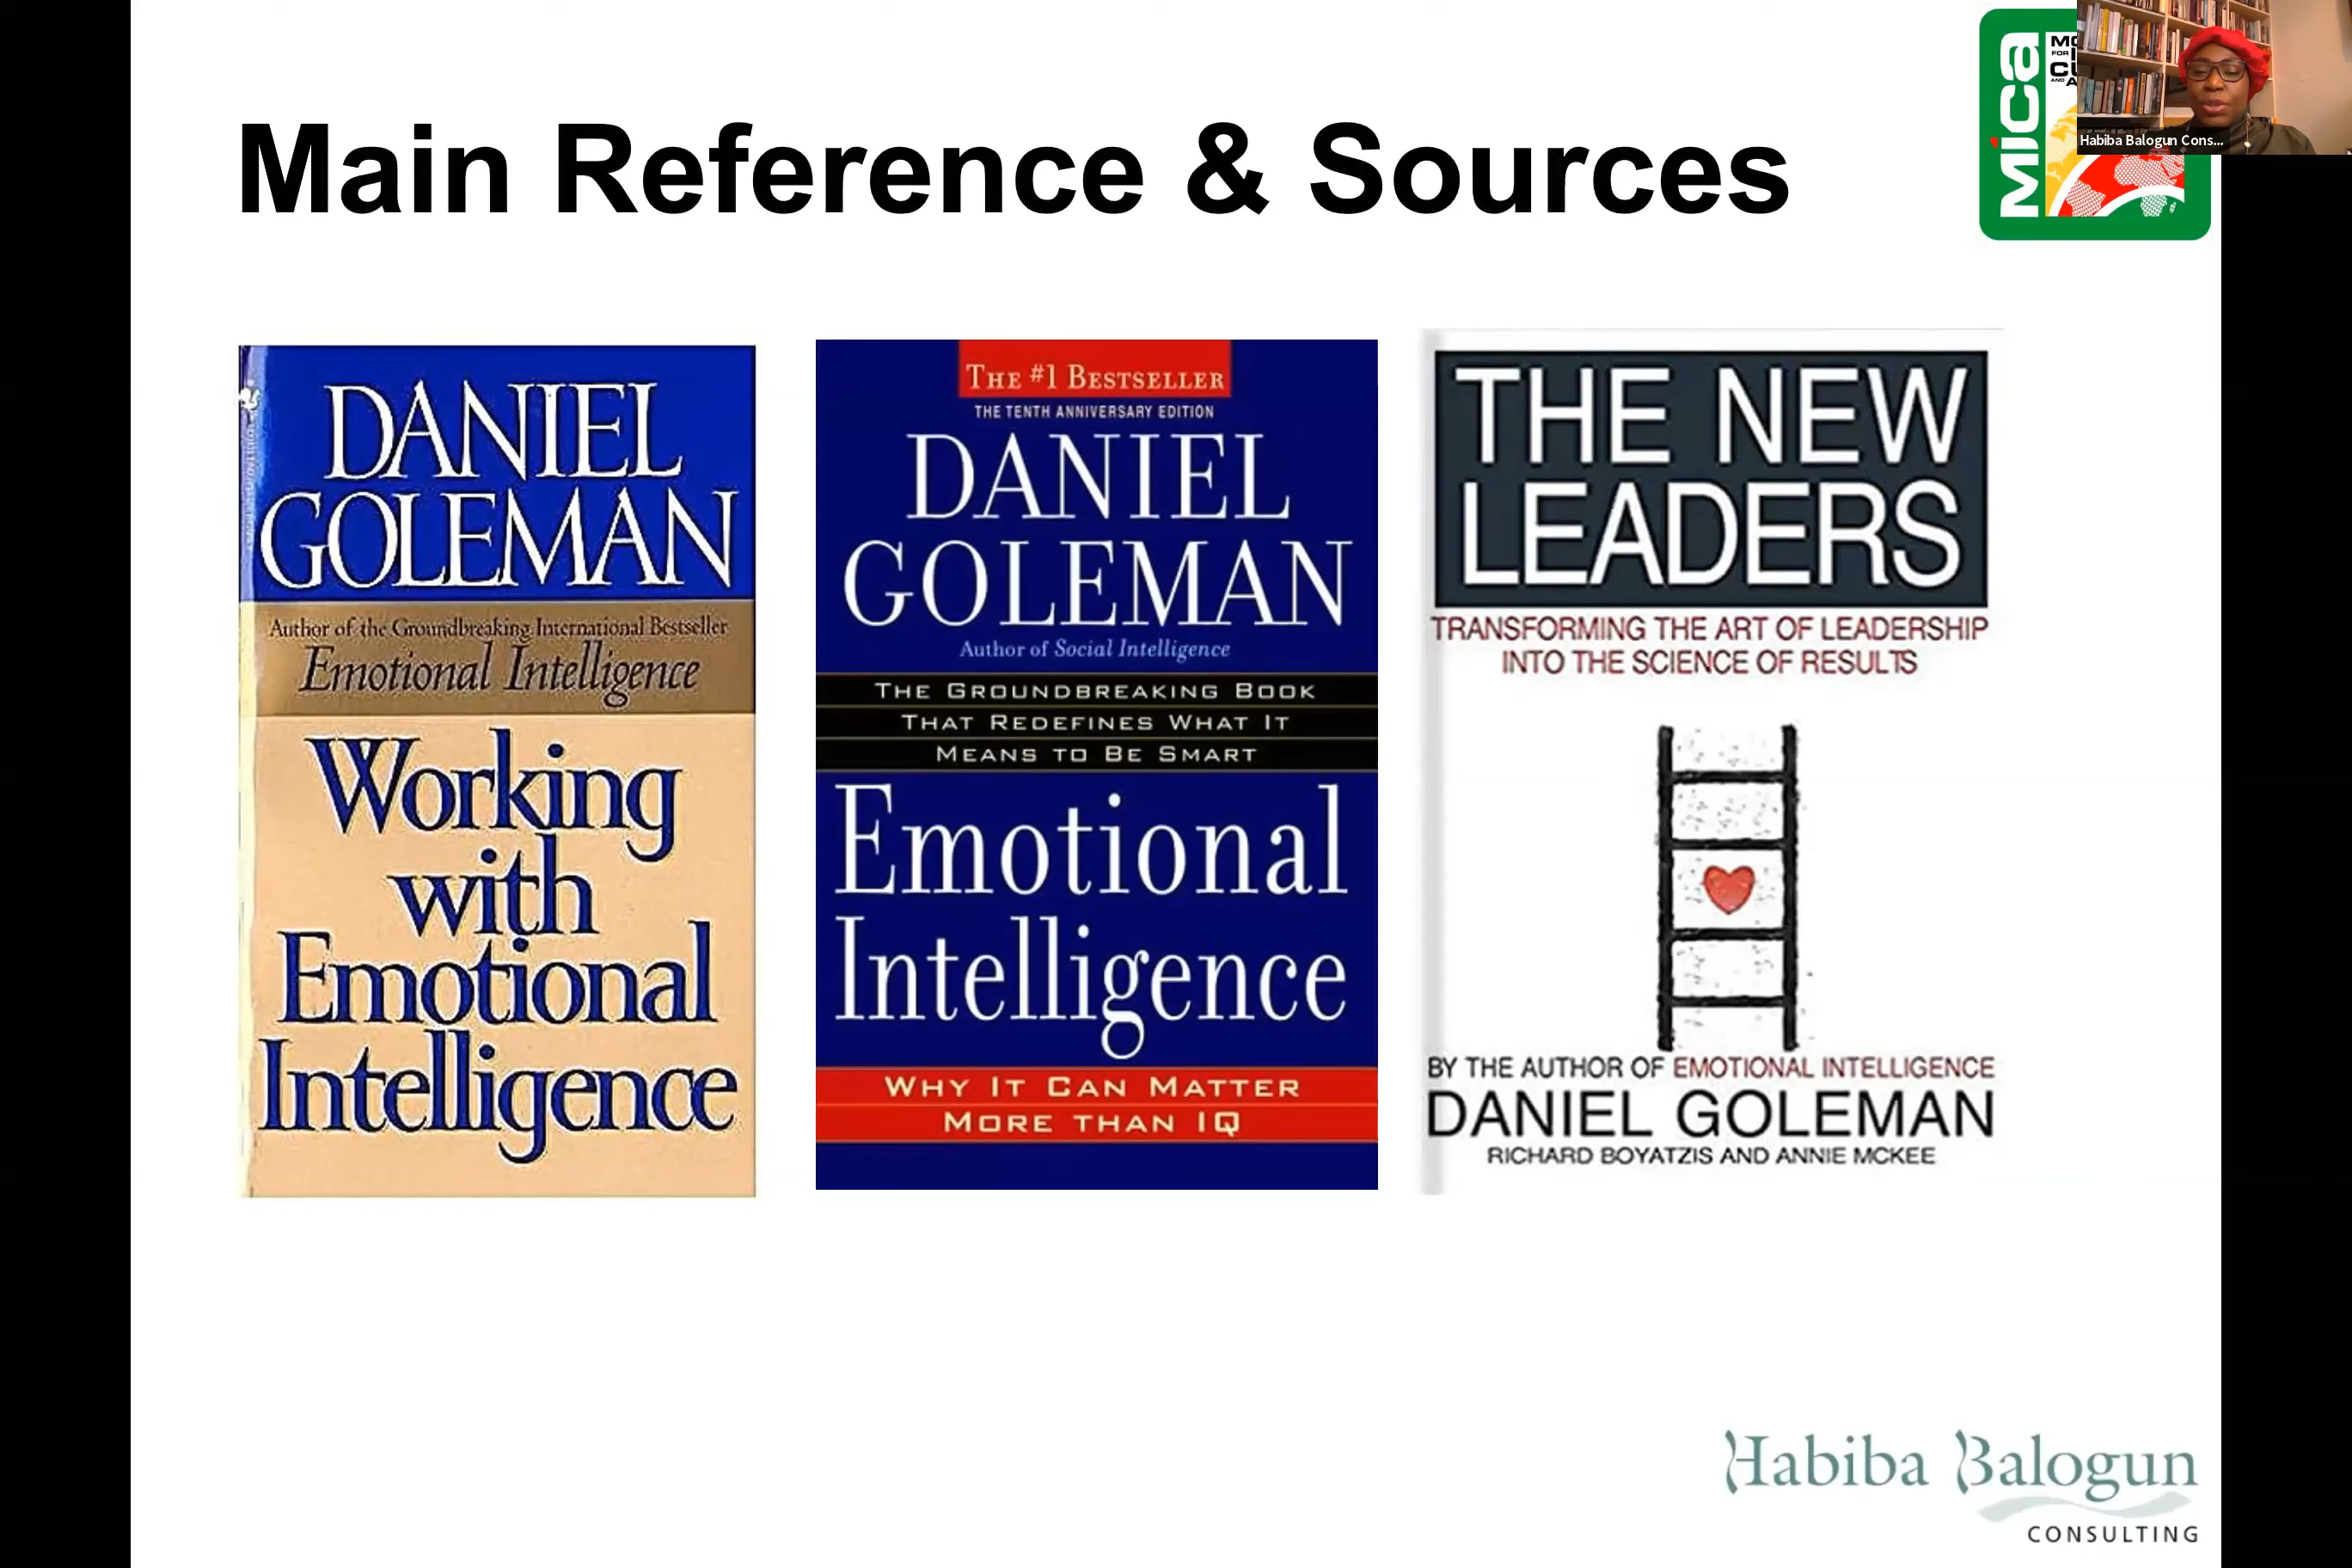 Main Reference & Sources
Mica
Habiba Balogun Cons...
DANIEL
GOLEMAN
Author of the Groundbreaking International Bestseller
Emotional Intelligence
Working
with
Emotional
Intelligence
THE #1 BESTSELLER
THE TENTH ANNIVERSARY EDITION
DANIEL
GOLEMAN
Author of Social Intelligence
THE GROUNDBREAKING BOOK
THAT REDEFINES WHAT IT
MEANS TO BE SMART
Emotional
Intelligence
WHY IT CAN MATTER
MORE THAN IQ
THE NEW
LEADERS
TRANSFORMING THE ART OF LEADERSHIP
INTO THE SCIENCE OF RESULTS
BY THE AUTHOR OF EMOTIONAL INTELLIGENCE
DANIEL GOLEMAN
RICHARD BOYATZIS AND ANNIE MCKEE
Habiba Balogun
CONSULTING